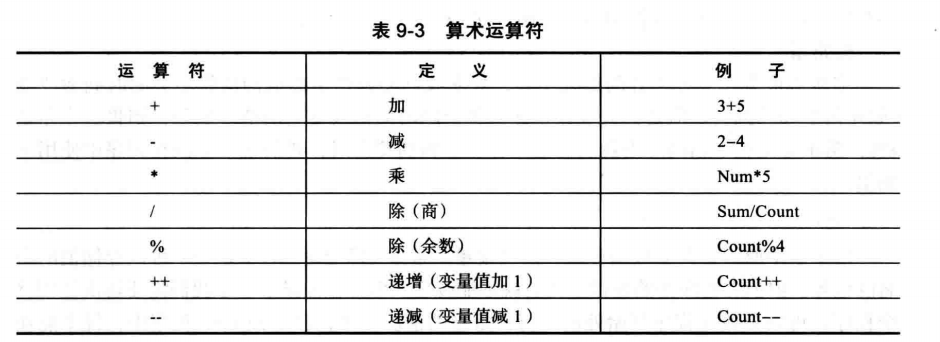 表 9-3 算术运算符
运 算 符 定 义 例 子
+ 加 3+5
- 减 2-4
* 乘 Num*5
/ 除（商） Sum/Count
% 除（余数） Count%4
++ 递增（变量值加 1） Count++
-- 递减（变量值减 1） Count--